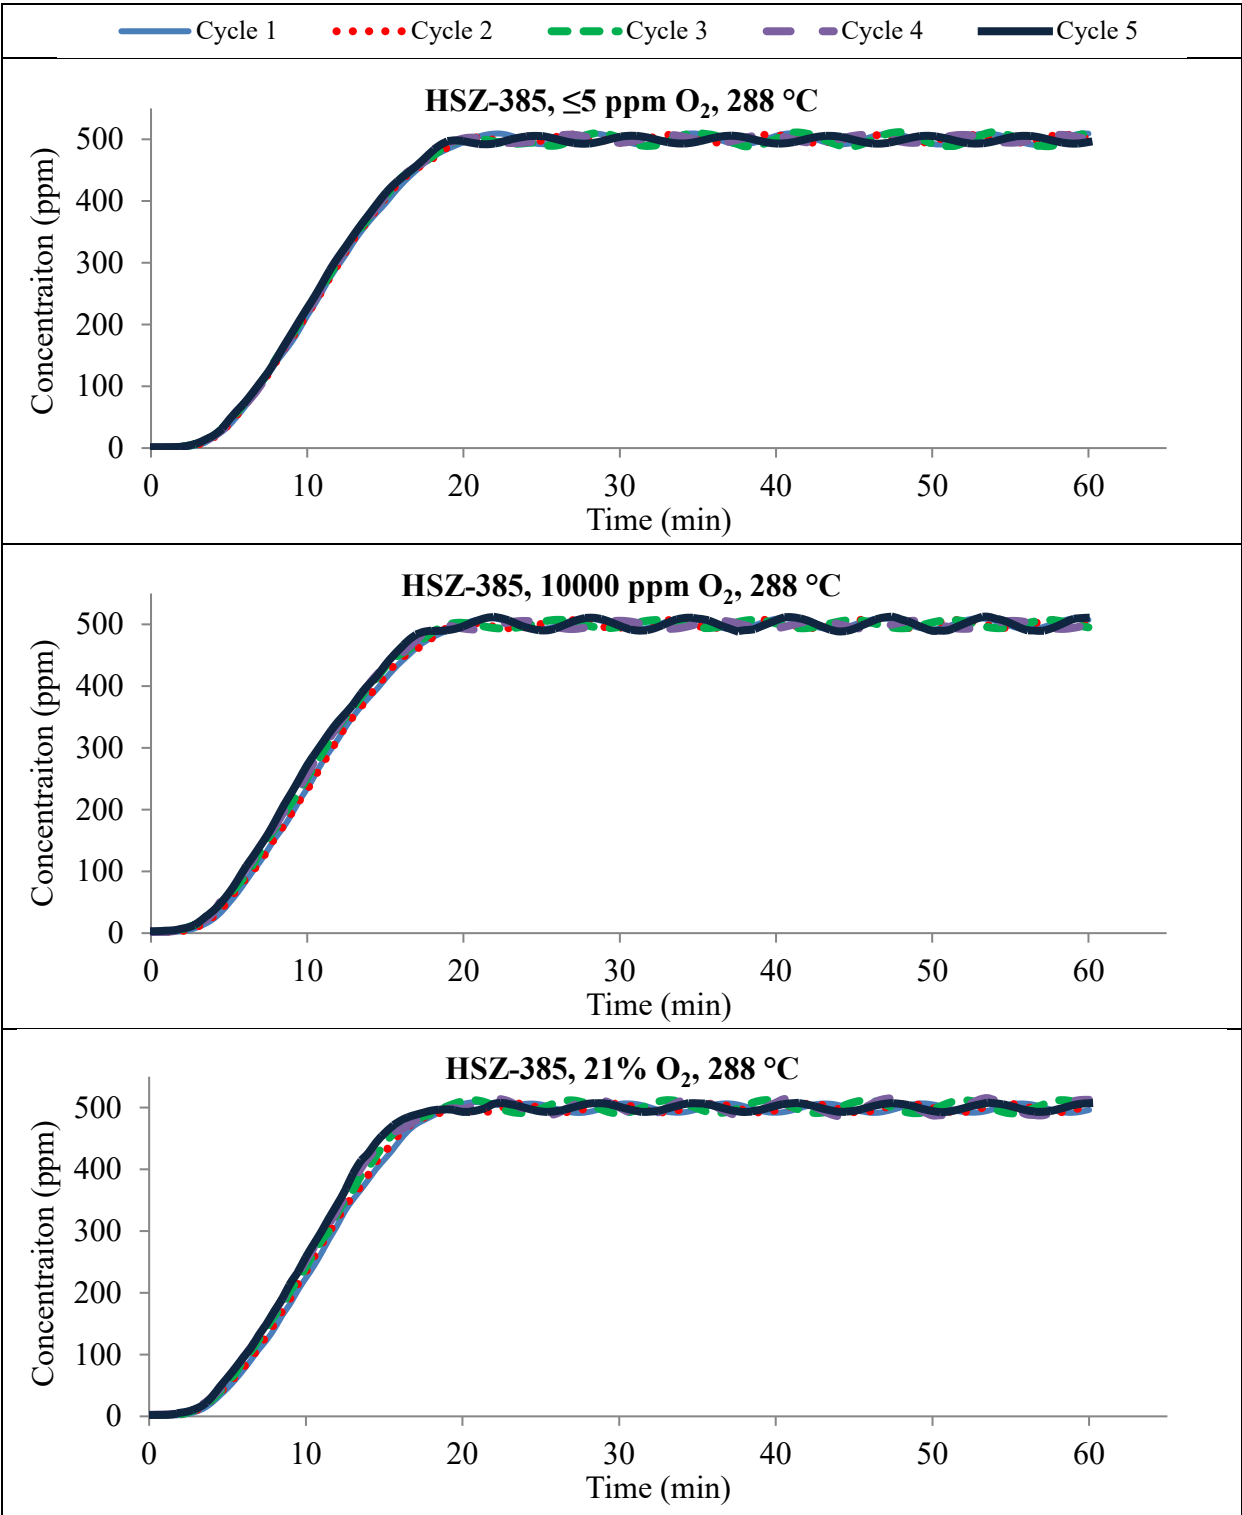 Cycle 1 Cycle 2 Cycle 3 Cycle 4 Cycle 5
HSZ-385, ≤5 ppm O₂, 288 °C
Concentraiton (ppm)
500
400
300
200
100
0
0 10 20 30 40 50 60
Time (min)
HSZ-385, 10000 ppm O₂, 288 °C
Concentraiton (ppm)
500
400
300
200
100
0
0 10 20 30 40 50 60
Time (min)
HSZ-385, 21% O₂, 288 °C
Concentraiton (ppm)
500
400
300
200
100
0
0 10 20 30 40 50 60
Time (min)